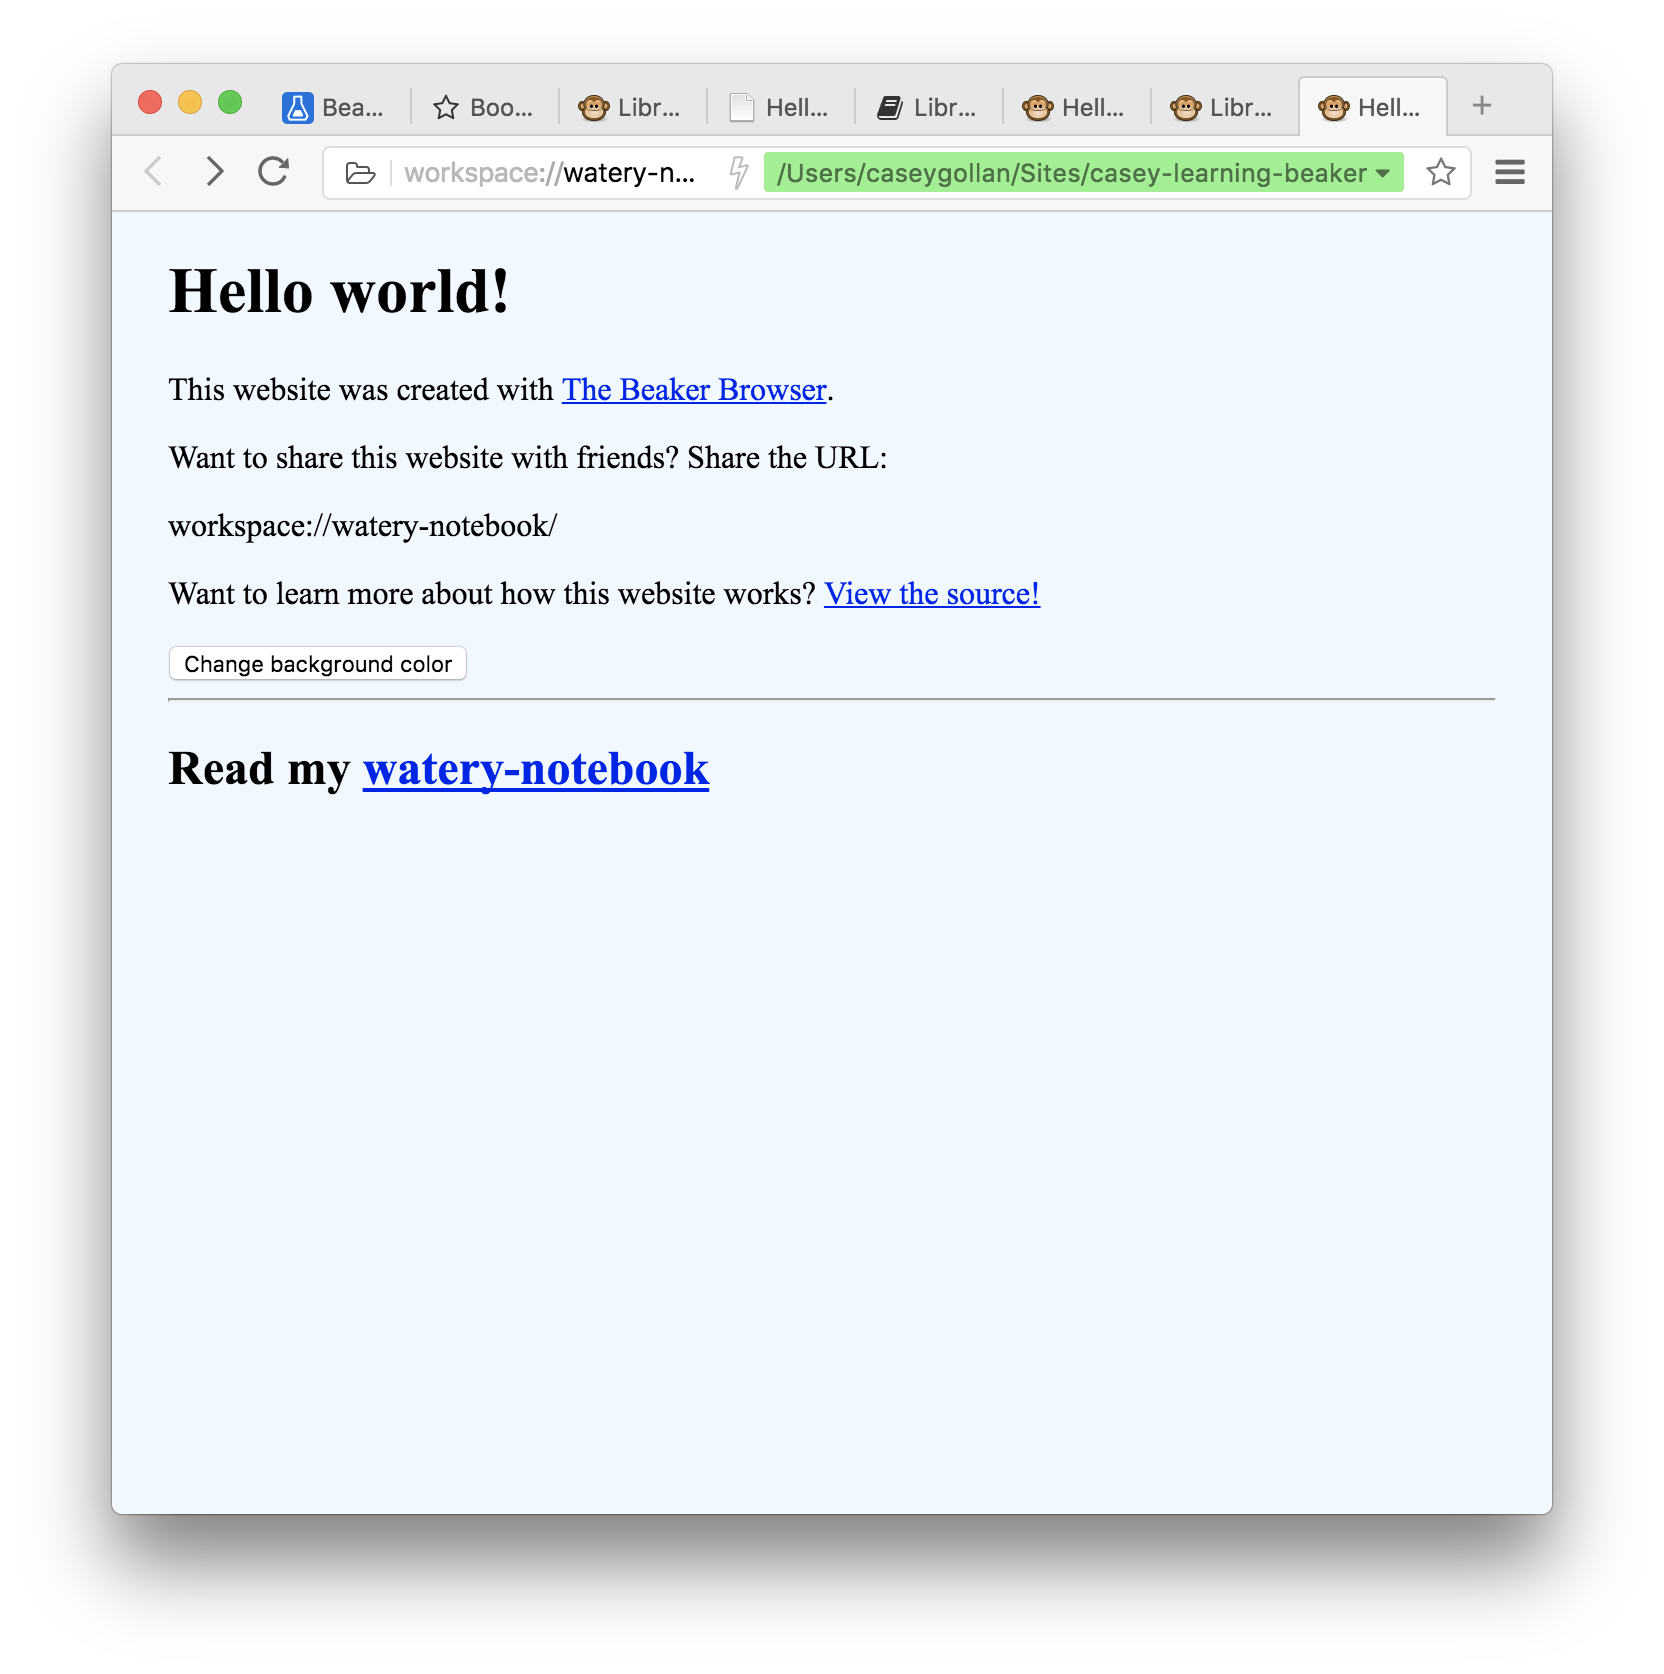 Bea... Boo... Libr... Hell... Libr... Hell... Libr... Hell...
workspace://watery-n... /Users/caseygollan/Sites/casey-learning-beaker
Hello world!
This website was created with The Beaker Browser.
Want to share this website with friends? Share the URL:
workspace://watery-notebook/
Want to learn more about how this website works? View the source!
Change background color
Read my watery-notebook